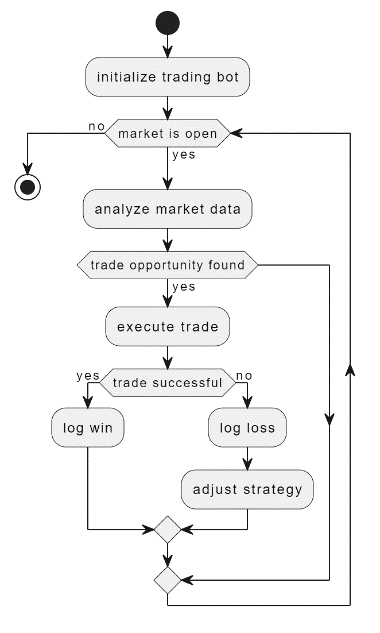 initialize trading bot
no
market is open
yes
analyze market data
trade opportunity found
yes
execute trade
yes
trade successful
no
log win
log loss
adjust strategy